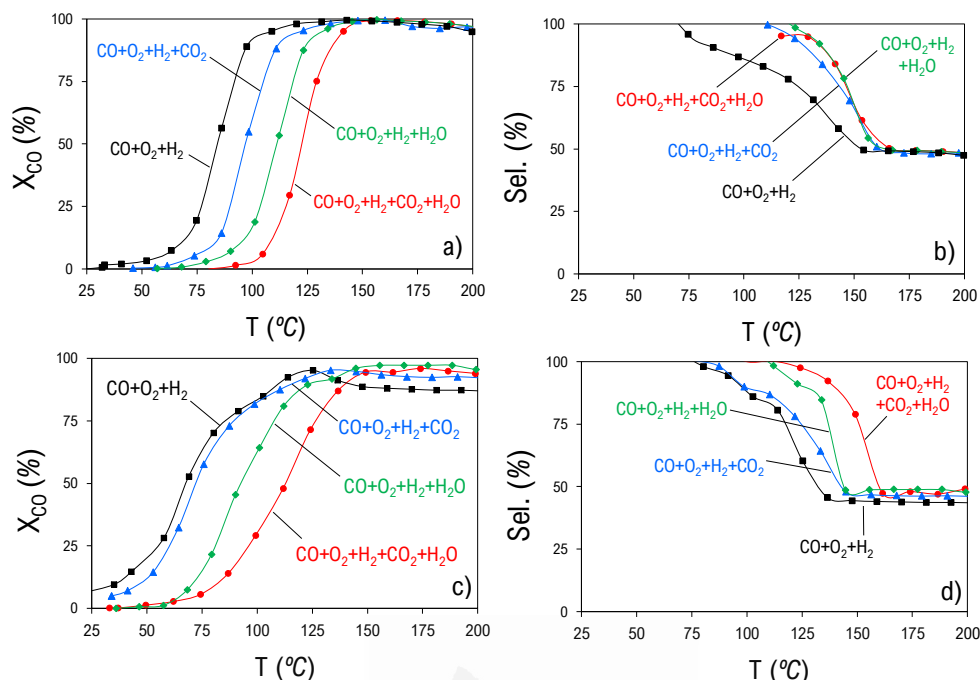 a)
X_CO (%)
100
75
50
25
0
CO+O₂+H₂+CO₂
CO+O₂+H₂+H₂O
CO+O₂+H₂
CO+O₂+H₂+CO₂+H₂O
25 50 75 100 125 150 175 200
T (ºC)
b)
Sel. (%)
100
75
50
25
0
CO+O₂+H₂
+H₂O
CO+O₂+H₂+CO₂+H₂O
CO+O₂+H₂+CO₂
CO+O₂+H₂
25 50 75 100 125 150 175 200
T (ºC)
c)
X_CO (%)
100
75
50
25
0
CO+O₂+H₂
CO+O₂+H₂+CO₂
CO+O₂+H₂+H₂O
CO+O₂+H₂+CO₂+H₂O
25 50 75 100 125 150 175 200
T (ºC)
d)
Sel. (%)
100
75
50
25
0
CO+O₂+H₂
+CO₂+H₂O
CO+O₂+H₂+H₂O
CO+O₂+H₂+CO₂
CO+O₂+H₂
25 50 75 100 125 150 175 200
T (ºC)